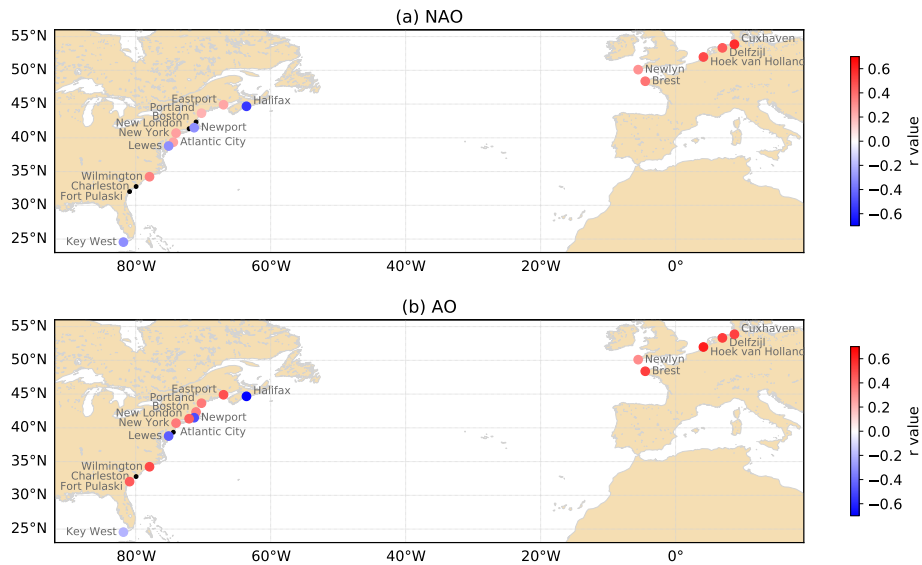 (a) NAO
55°N
50°N
45°N
40°N
35°N
30°N
25°N
80°W
60°W
40°W
20°W
0°
Cuxhaven
Delfzijl
Hoek van Holland
Newlyn
Brest
Eastport
Halifax
Portland
Boston
New London
Newport
New York
Atlantic City
Lewes
Wilmington
Charleston
Fort Pulaski
Key West
0.6
0.4
0.2
0.0
−0.2
−0.4
−0.6
r value
(b) AO
55°N
50°N
45°N
40°N
35°N
30°N
25°N
80°W
60°W
40°W
20°W
0°
Cuxhaven
Delfzijl
Hoek van Holland
Newlyn
Brest
Eastport
Halifax
Portland
Boston
New London
Newport
New York
Atlantic City
Lewes
Wilmington
Charleston
Fort Pulaski
Key West
0.6
0.4
0.2
0.0
−0.2
−0.4
−0.6
r value